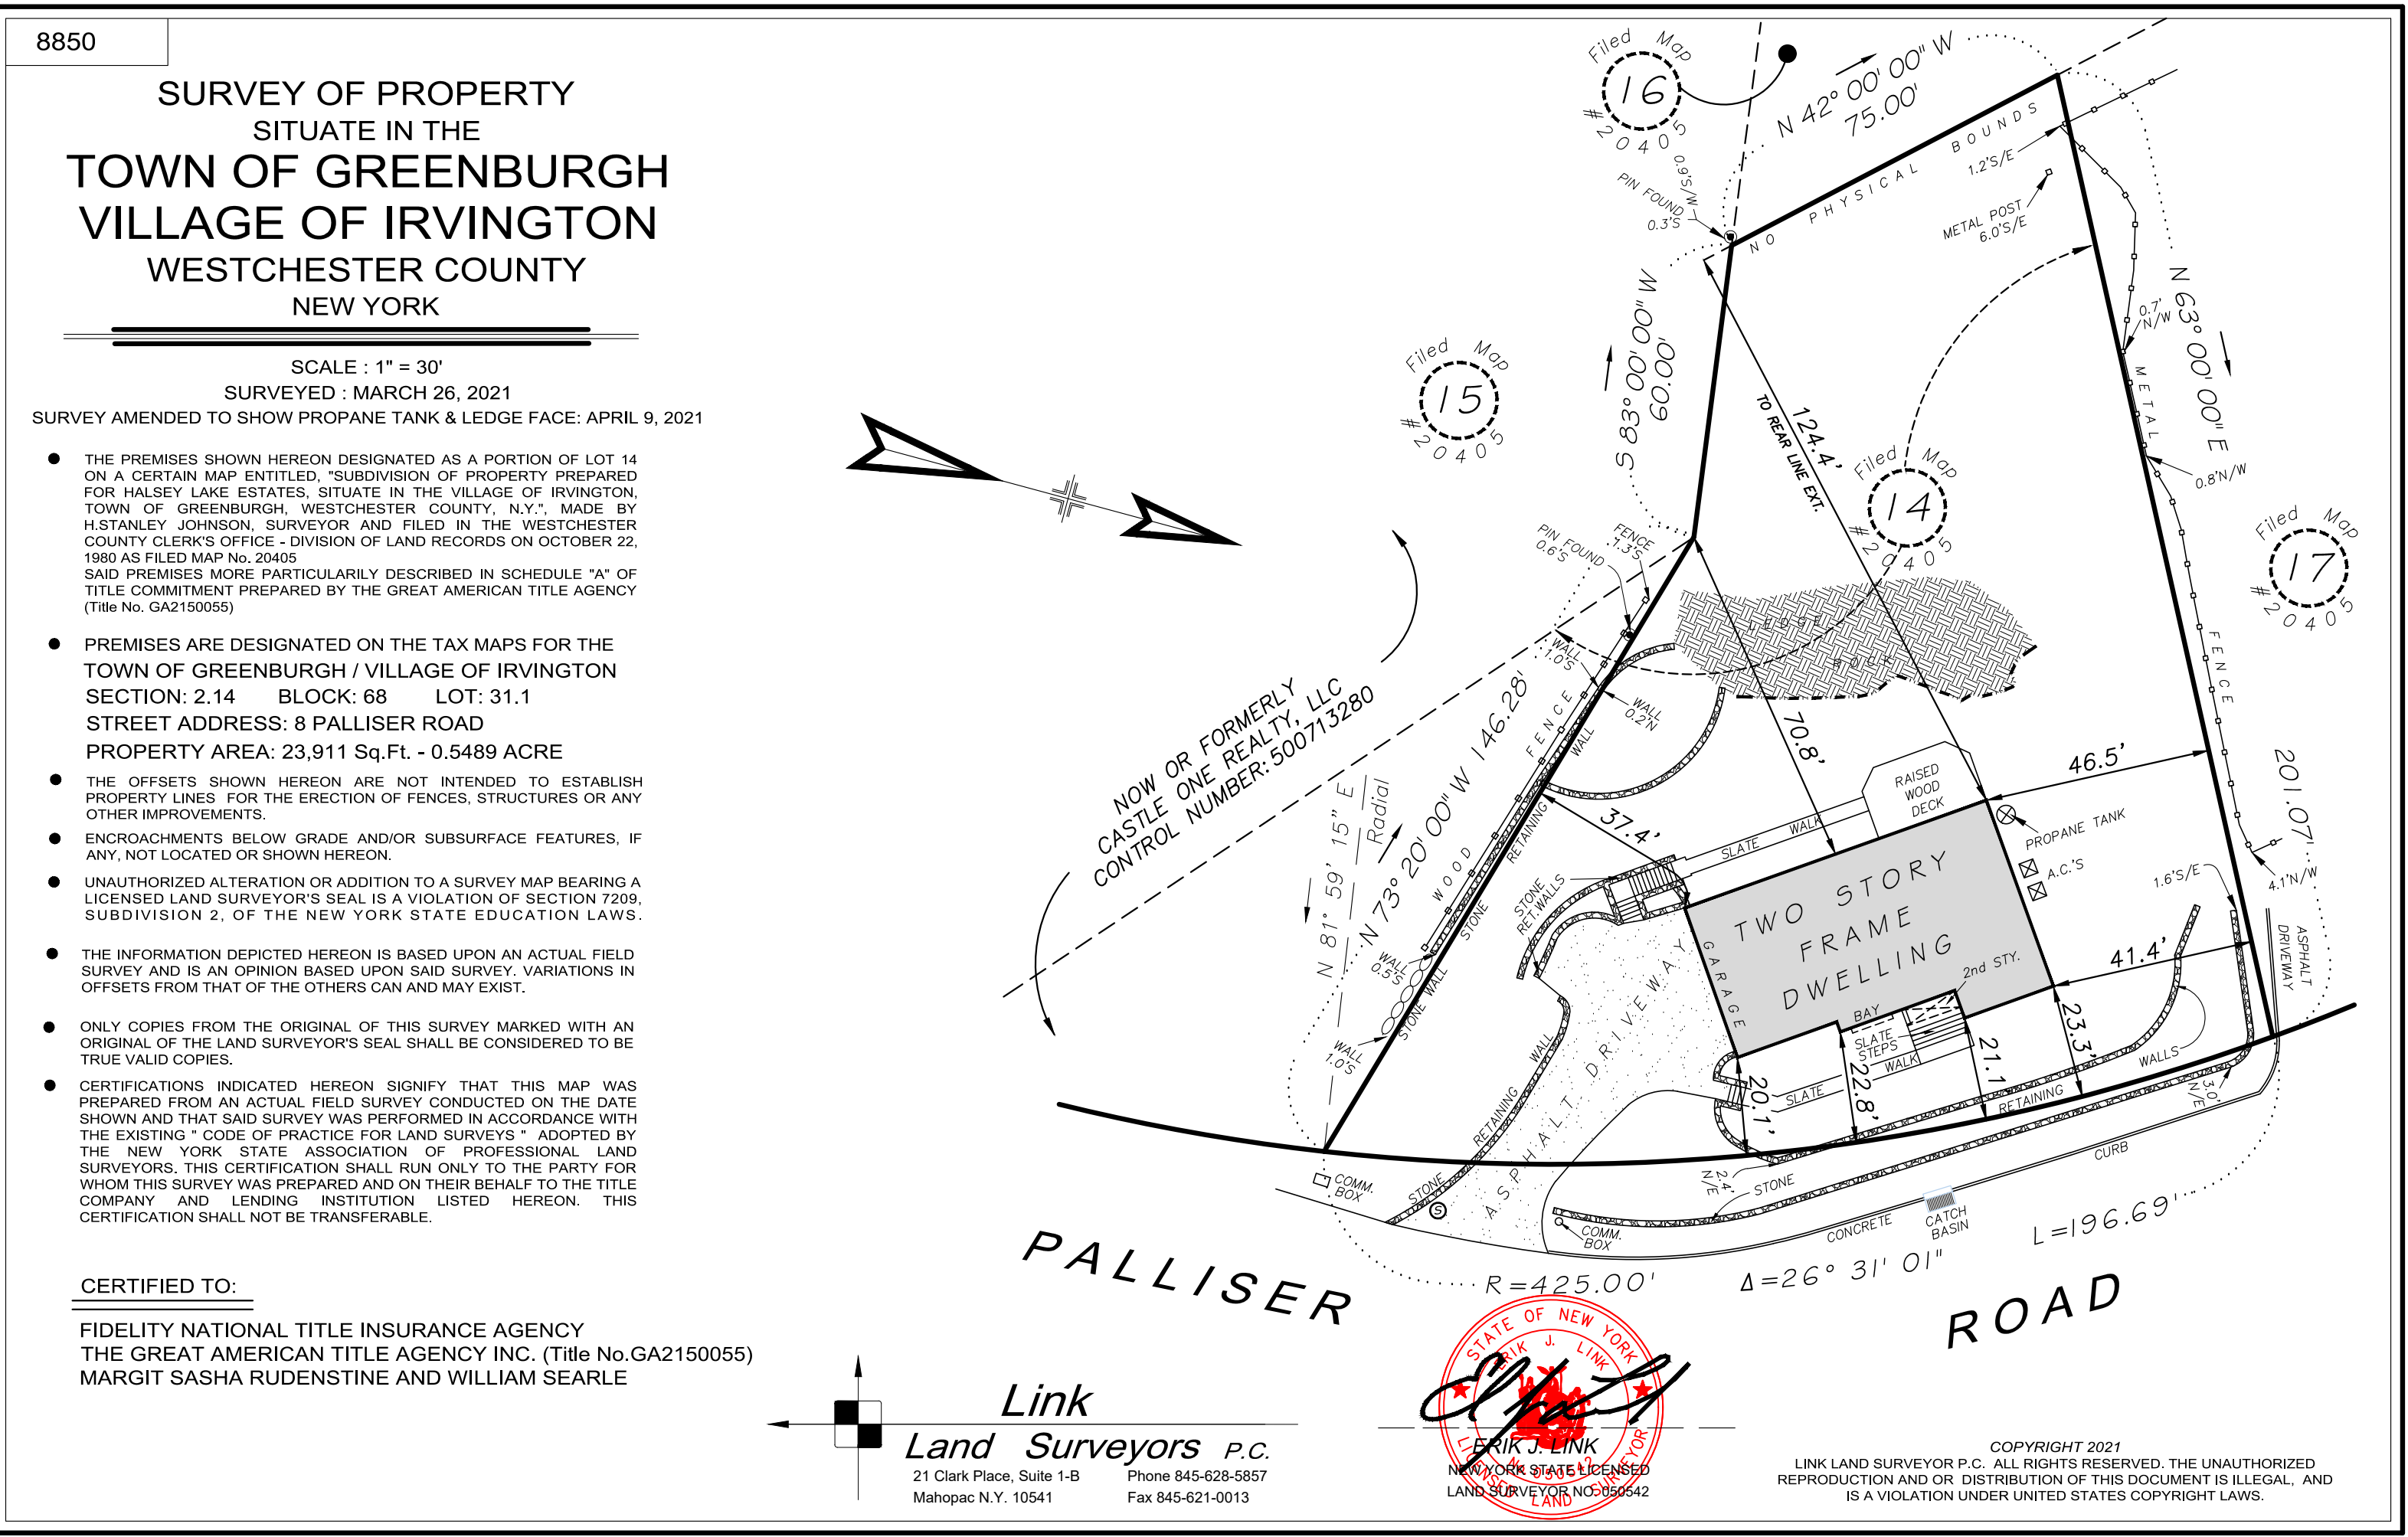 8850
SURVEY OF PROPERTY
SITUATE IN THE
TOWN OF GREENBURGH
VILLAGE OF IRVINGTON
WESTCHESTER COUNTY
NEW YORK
SCALE : 1" = 30'
SURVEYED : MARCH 26, 2021
SURVEY AMENDED TO SHOW PROPANE TANK & LEDGE FACE: APRIL 9, 2021
● THE PREMISES SHOWN HEREON DESIGNATED AS A PORTION OF LOT 14
ON A CERTAIN MAP ENTITLED, "SUBDIVISION OF PROPERTY PREPARED
FOR HALSEY LAKE ESTATES, SITUATE IN THE VILLAGE OF IRVINGTON,
TOWN OF GREENBURGH, WESTCHESTER COUNTY, N.Y.", MADE BY
H.STANLEY JOHNSON, SURVEYOR AND FILED IN THE WESTCHESTER
COUNTY CLERK'S OFFICE - DIVISION OF LAND RECORDS ON OCTOBER 22,
1980 AS FILED MAP No. 20405
SAID PREMISES MORE PARTICULARILY DESCRIBED IN SCHEDULE "A" OF
TITLE COMMITMENT PREPARED BY THE GREAT AMERICAN TITLE AGENCY
(Title No. GA2150055)
● PREMISES ARE DESIGNATED ON THE TAX MAPS FOR THE
TOWN OF GREENBURGH / VILLAGE OF IRVINGTON
SECTION: 2.14 BLOCK: 68 LOT: 31.1
STREET ADDRESS: 8 PALLISER ROAD
PROPERTY AREA: 23,911 Sq.Ft. - 0.5489 ACRE
● THE OFFSETS SHOWN HEREON ARE NOT INTENDED TO ESTABLISH
PROPERTY LINES FOR THE ERECTION OF FENCES, STRUCTURES OR ANY
OTHER IMPROVEMENTS.
● ENCROACHMENTS BELOW GRADE AND/OR SUBSURFACE FEATURES, IF
ANY, NOT LOCATED OR SHOWN HEREON.
● UNAUTHORIZED ALTERATION OR ADDITION TO A SURVEY MAP BEARING A
LICENSED LAND SURVEYOR'S SEAL IS A VIOLATION OF SECTION 7209,
SUBDIVISION 2, OF THE NEW YORK STATE EDUCATION LAWS.
● THE INFORMATION DEPICTED HEREON IS BASED UPON AN ACTUAL FIELD
SURVEY AND IS AN OPINION BASED UPON SAID SURVEY. VARIATIONS IN
OFFSETS FROM THAT OF THE OTHERS CAN AND MAY EXIST.
● ONLY COPIES FROM THE ORIGINAL OF THIS SURVEY MARKED WITH AN
ORIGINAL OF THE LAND SURVEYOR'S SEAL SHALL BE CONSIDERED TO BE
TRUE VALID COPIES.
● CERTIFICATIONS INDICATED HEREON SIGNIFY THAT THIS MAP WAS
PREPARED FROM AN ACTUAL FIELD SURVEY CONDUCTED ON THE DATE
SHOWN AND THAT SAID SURVEY WAS PERFORMED IN ACCORDANCE WITH
THE EXISTING " CODE OF PRACTICE FOR LAND SURVEYS " ADOPTED BY
THE NEW YORK STATE ASSOCIATION OF PROFESSIONAL LAND
SURVEYORS. THIS CERTIFICATION SHALL RUN ONLY TO THE PARTY FOR
WHOM THIS SURVEY WAS PREPARED AND ON THEIR BEHALF TO THE TITLE
COMPANY AND LENDING INSTITUTION LISTED HEREON. THIS
CERTIFICATION SHALL NOT BE TRANSFERABLE.
CERTIFIED TO:
FIDELITY NATIONAL TITLE INSURANCE AGENCY
THE GREAT AMERICAN TITLE AGENCY INC. (Title No.GA2150055)
MARGIT SASHA RUDENSTINE AND WILLIAM SEARLE
Filed Map
16
#20405
N 42° 00' 00" W
75.00'
NO PHYSICAL BOUNDS
1.2'S/E
METAL POST
6.0'S/E
0.9'S/W
PIN FOUND
0.3'S
S 83° 00' 00" W
60.00'
Filed Map
15
#20405
124.4'
TO REAR LINE EXT.
Filed Map
14
#20405
N 63° 00' 00" E
201.07'
0.7'
N/W
METAL FENCE
0.8'N/W
Filed Map
17
#20405
PIN FOUND
0.6'S
FENCE
1.3'S
LEDGE
ROCK
WALL
1.0'S
WALL
0.2'N
NOW OR FORMERLY
CASTLE ONE REALTY, LLC
CONTROL NUMBER: 500713280
N 81° 59' 15" E
Radial
N 73° 20' 00" W 146.28'
WOOD FENCE
STONE RETAINING WALL
70.8'
37.4'
46.5'
RAISED
WOOD
DECK
SLATE WALK
PROPANE TANK
A.C.'S
STONE
RET.WALLS
TWO STORY
FRAME
DWELLING
GARAGE
2nd STY.
BAY
SLATE
STEPS
WALK
SLATE
41.4'
1.6'S/E
4.1'N/W
ASPHALT
DRIVEWAY
WALL
0.5'S
STONE WALL
WALL
1.0'S
STONE RETAINING WALL
ASPHALT DRIVEWAY
20.1'
22.8'
21.1'
23.3'
RETAINING
WALLS
3.0'
N/E
2.4'
N/E
STONE
COMM.
BOX
S
COMM.
BOX
CONCRETE
CURB
CATCH
BASIN
R=425.00'
Δ=26° 31' 01"
L=196.69'
PALLISER
ROAD
Link
Land Surveyors P.C.
21 Clark Place, Suite 1-B Phone 845-628-5857
Mahopac N.Y. 10541 Fax 845-621-0013
STATE OF NEW YORK
ERIK J. LINK
No. 050542
LICENSED LAND SURVEYOR
ERIK J. LINK
NEW YORK STATE LICENSED
LAND SURVEYOR NO. 050542
COPYRIGHT 2021
LINK LAND SURVEYOR P.C. ALL RIGHTS RESERVED. THE UNAUTHORIZED
REPRODUCTION AND OR DISTRIBUTION OF THIS DOCUMENT IS ILLEGAL, AND
IS A VIOLATION UNDER UNITED STATES COPYRIGHT LAWS.